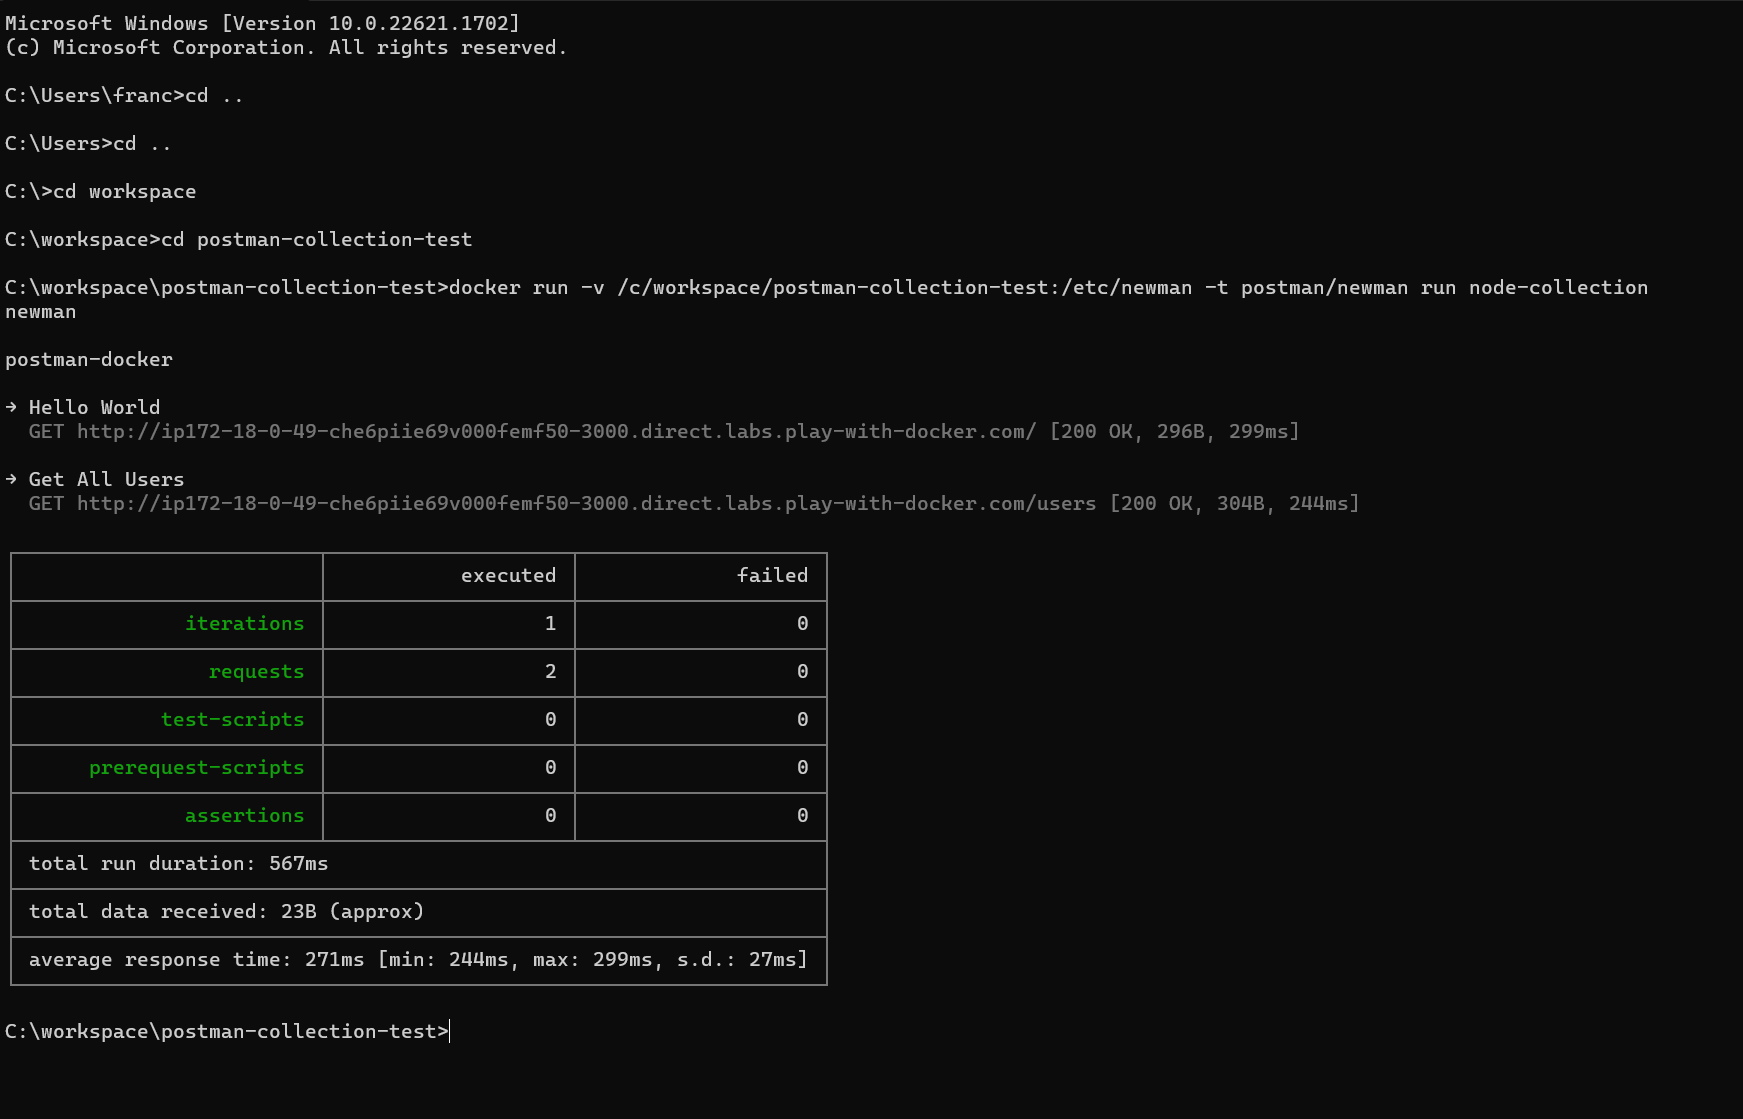 Microsoft Windows [Version 10.0.22621.1702]
(c) Microsoft Corporation. All rights reserved.
C:\Users\franc>cd ..
C:\Users>cd ..
C:\>cd workspace
C:\workspace>cd postman-collection-test
C:\workspace\postman-collection-test>docker run -v /c/workspace/postman-collection-test:/etc/newman -t postman/newman run node-collection
newman
postman-docker
→ Hello World
GET http://ip172-18-0-49-che6piie69v000femf50-3000.direct.labs.play-with-docker.com/ [200 OK, 296B, 299ms]
→ Get All Users
GET http://ip172-18-0-49-che6piie69v000femf50-3000.direct.labs.play-with-docker.com/users [200 OK, 304B, 244ms]
executed failed
iterations 1 0
requests 2 0
test-scripts 0 0
prerequest-scripts 0 0
assertions 0 0
total run duration: 567ms
total data received: 23B (approx)
average response time: 271ms [min: 244ms, max: 299ms, s.d.: 27ms]
C:\workspace\postman-collection-test>